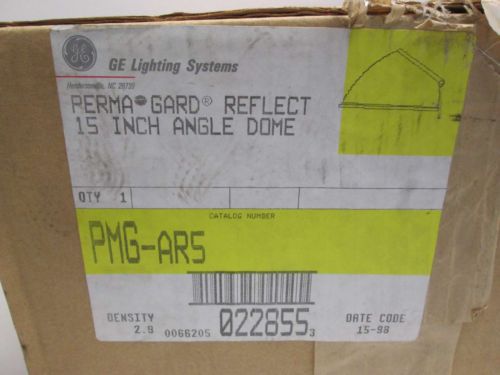 GE
GE Lighting Systems
Hendersonville, NC 28739
PERMA GARD® REFLECT
15 INCH ANGLE DOME
QTY 1
CATALOG NUMBER
PMG-AR5
DENSITY
2.9
0066205
022855
3
DATE CODE
15-98